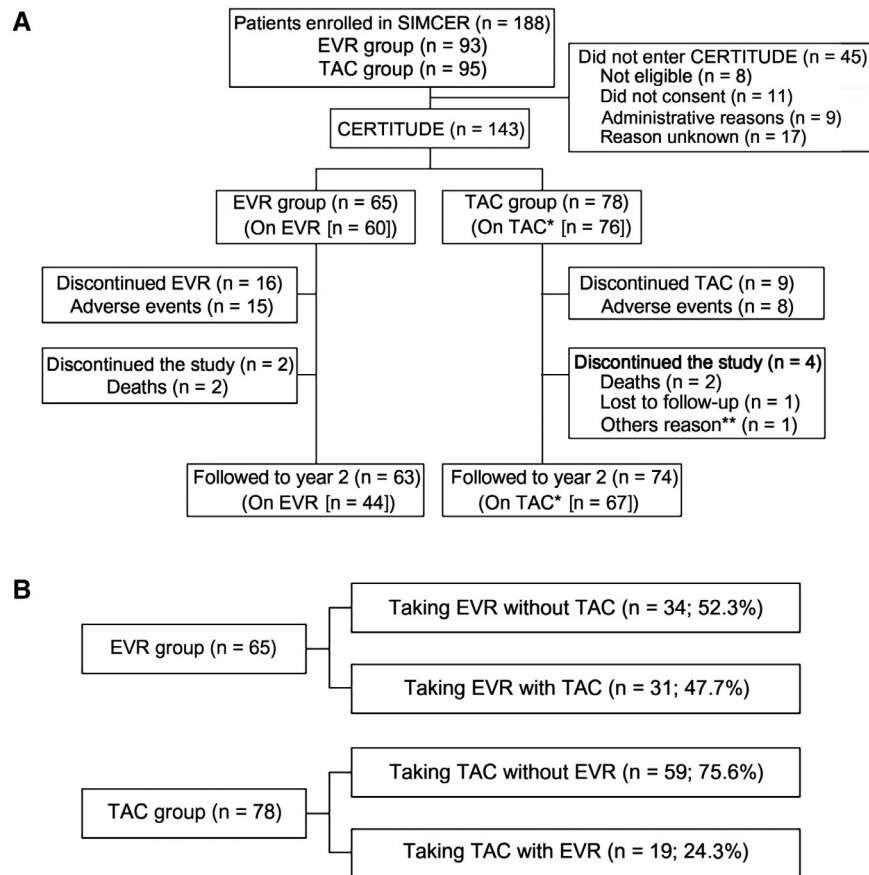 A
Patients enrolled in SIMCER (n = 188)
EVR group (n = 93)
TAC group (n = 95)
Did not enter CERTITUDE (n = 45)
Not eligible (n = 8)
Did not consent (n = 11)
Administrative reasons (n = 9)
Reason unknown (n = 17)
CERTITUDE (n = 143)
EVR group (n = 65)
(On EVR [n = 60])
TAC group (n = 78)
(On TAC* [n = 76])
Discontinued EVR (n = 16)
Adverse events (n = 15)
Discontinued TAC (n = 9)
Adverse events (n = 8)
Discontinued the study (n = 2)
Deaths (n = 2)
Discontinued the study (n = 4)
Deaths (n = 2)
Lost to follow-up (n = 1)
Others reason** (n = 1)
Followed to year 2 (n = 63)
(On EVR [n = 44])
Followed to year 2 (n = 74)
(On TAC* [n = 67])
B
EVR group (n = 65)
Taking EVR without TAC (n = 34; 52.3%)
Taking EVR with TAC (n = 31; 47.7%)
TAC group (n = 78)
Taking TAC without EVR (n = 59; 75.6%)
Taking TAC with EVR (n = 19; 24.3%)